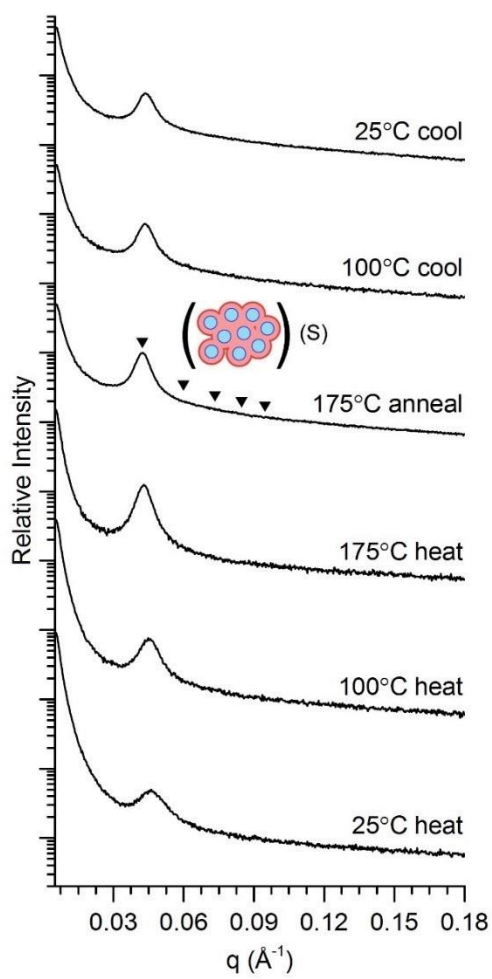 25°C cool
100°C cool
(S)
175°C anneal
175°C heat
100°C heat
25°C heat
Relative Intensity
0.03 0.06 0.09 0.12 0.15 0.18
q (Å⁻¹)